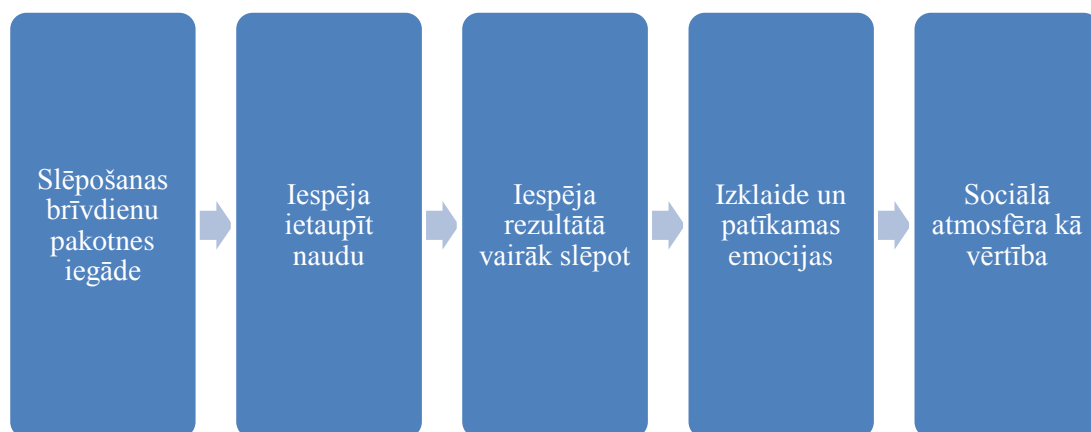 Slēpošanas
brīvdienu
pakotnes
iegāde
Iespēja
ietaupīt
naudu
Iespēja
rezultātā
vairāk slēpot
Izklaide un
patīkamas
emocijas
Sociālā
atmosfēra kā
vērtība